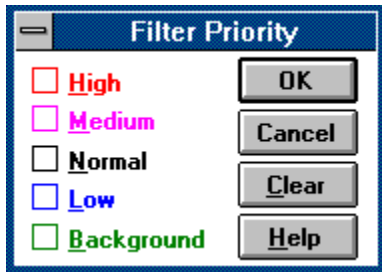 Filter Priority
High
Medium
Normal
Low
Background
OK
Cancel
Clear
Help